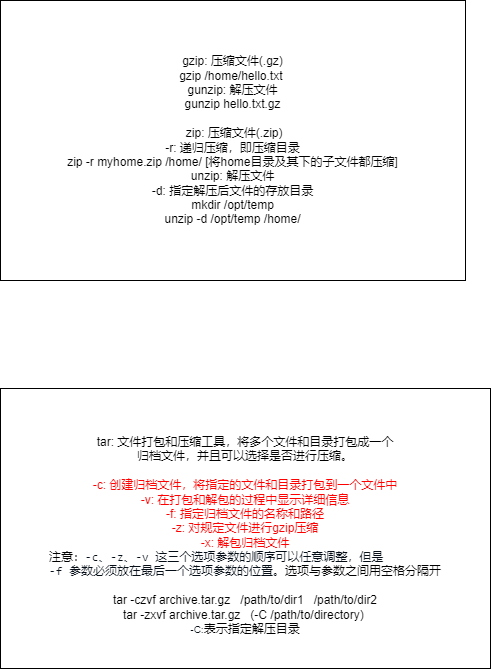 gzip: 压缩文件(.gz)
gzip /home/hello.txt
gunzip: 解压文件
gunzip hello.txt.gz
zip: 压缩文件(.zip)
-r: 递归压缩，即压缩目录
zip -r myhome.zip /home/ [将home目录及其下的子文件都压缩]
unzip: 解压文件
-d: 指定解压后文件的存放目录
mkdir /opt/temp
unzip -d /opt/temp /home/
tar: 文件打包和压缩工具，将多个文件和目录打包成一个
归档文件，并且可以选择是否进行压缩。
-c: 创建归档文件，将指定的文件和目录打包到一个文件中
-v: 在打包和解包的过程中显示详细信息
-f: 指定归档文件的名称和路径
-z: 对规定文件进行gzip压缩
-x: 解包归档文件
注意：-c、-z、-v 这三个选项参数的顺序可以任意调整，但是
-f 参数必须放在最后一个选项参数的位置。选项与参数之间用空格分隔开
tar -czvf archive.tar.gz /path/to/dir1 /path/to/dir2
tar -zxvf archive.tar.gz (-C /path/to/directory)
-C:表示指定解压目录